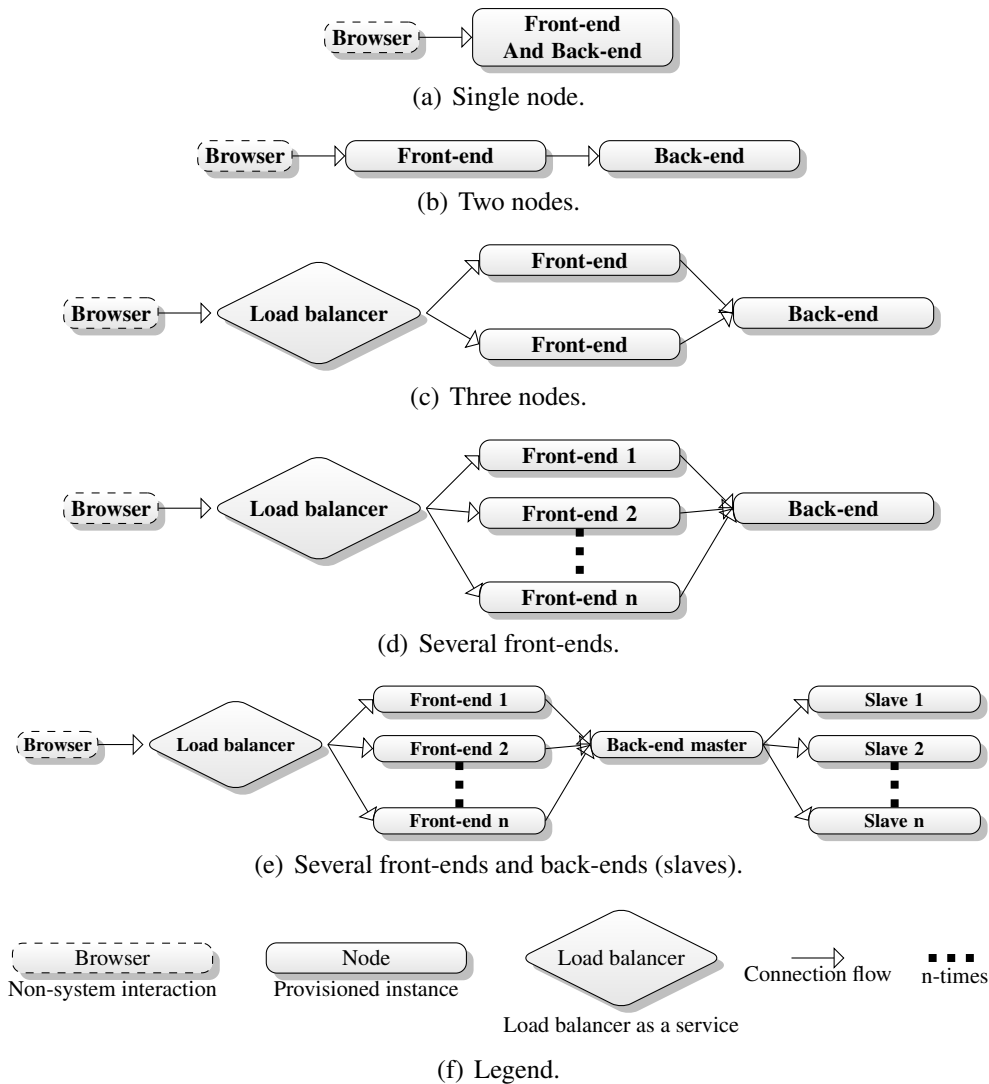 Browser
Front-end
And Back-end
(a) Single node.
Browser
Front-end
Back-end
(b) Two nodes.
Browser
Load balancer
Front-end
Front-end
Back-end
(c) Three nodes.
Browser
Load balancer
Front-end 1
Front-end 2
Front-end n
Back-end
(d) Several front-ends.
Browser
Load balancer
Front-end 1
Front-end 2
Front-end n
Back-end master
Slave 1
Slave 2
Slave n
(e) Several front-ends and back-ends (slaves).
Browser
Non-system interaction
Node
Provisioned instance
Load balancer
Load balancer as a service
Connection flow
n-times
(f) Legend.